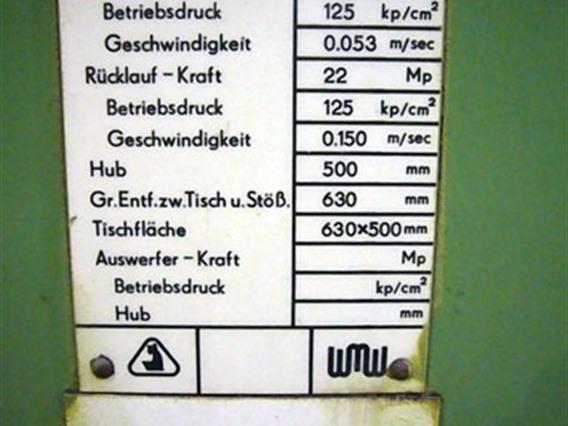 Betriebsdruck 125 kp/cm²
Geschwindigkeit 0.053 m/sec
Rücklauf-Kraft 22 Mp
Betriebsdruck 125 kp/cm²
Geschwindigkeit 0.150 m/sec
Hub 500 mm
Gr.Entf.zw.Tisch u.Stöß. 630 mm
Tischfläche 630×500 mm
Auswerfer-Kraft Mp
Betriebsdruck kp/cm²
Hub mm
WMW